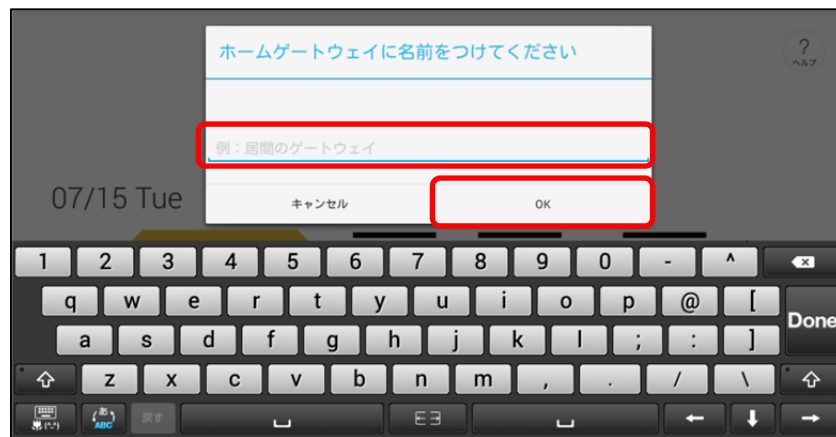 ホームゲートウェイに名前をつけてください
?
ヘルプ
例：居間のゲートウェイ
07/15 Tue
キャンセル
OK
1 2 3 4 5 6 7 8 9 0 - ^
q w e r t y u i o p @ [
Done
a s d f g h j k l ; : ]
z x c v b n m , . / \
(^^) あ ABC 戻す